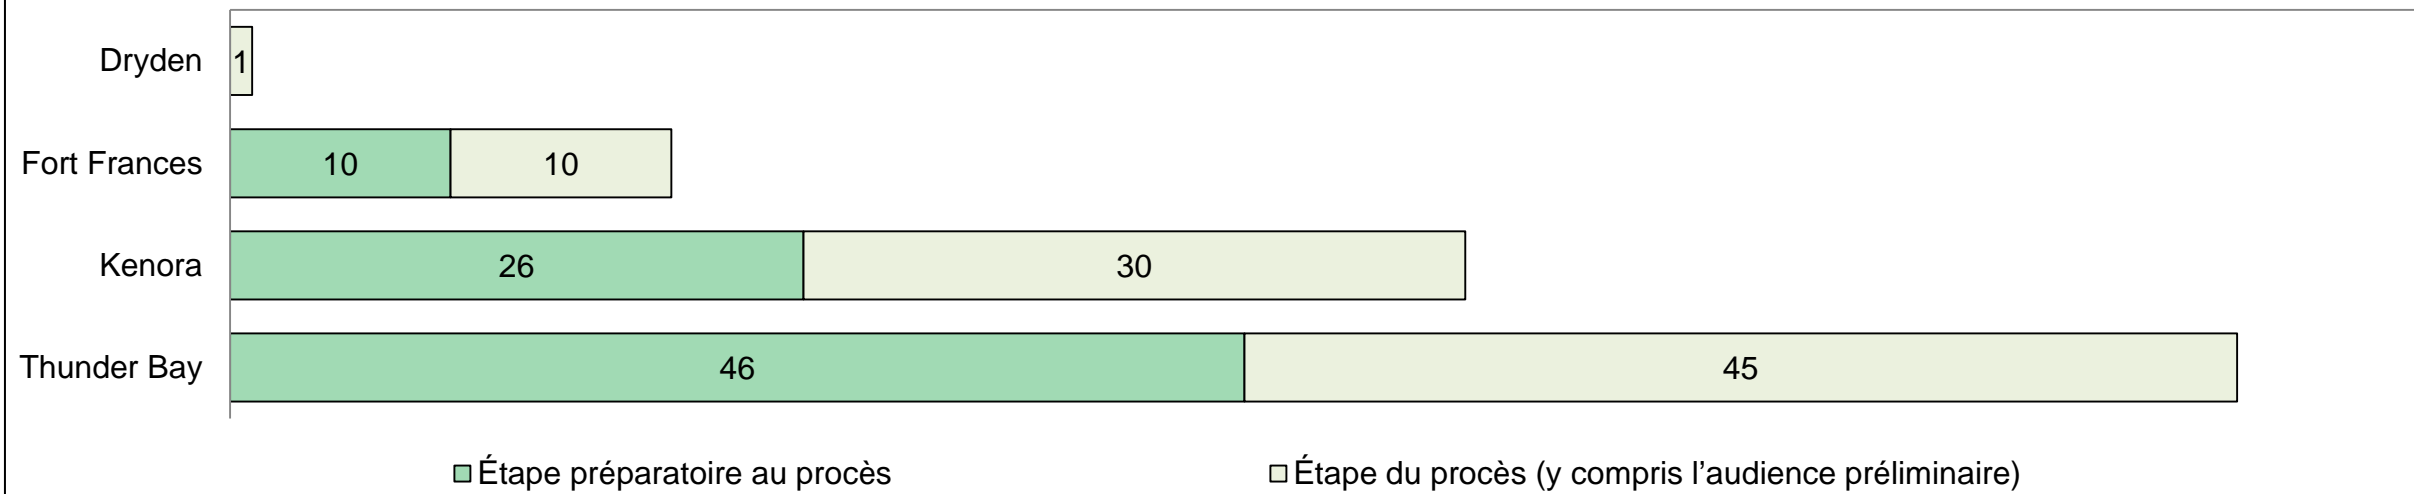 Dryden 1
Fort Frances 10 10
Kenora 26 30
Thunder Bay 46 45
Étape préparatoire au procès Étape du procès (y compris l’audience préliminaire)